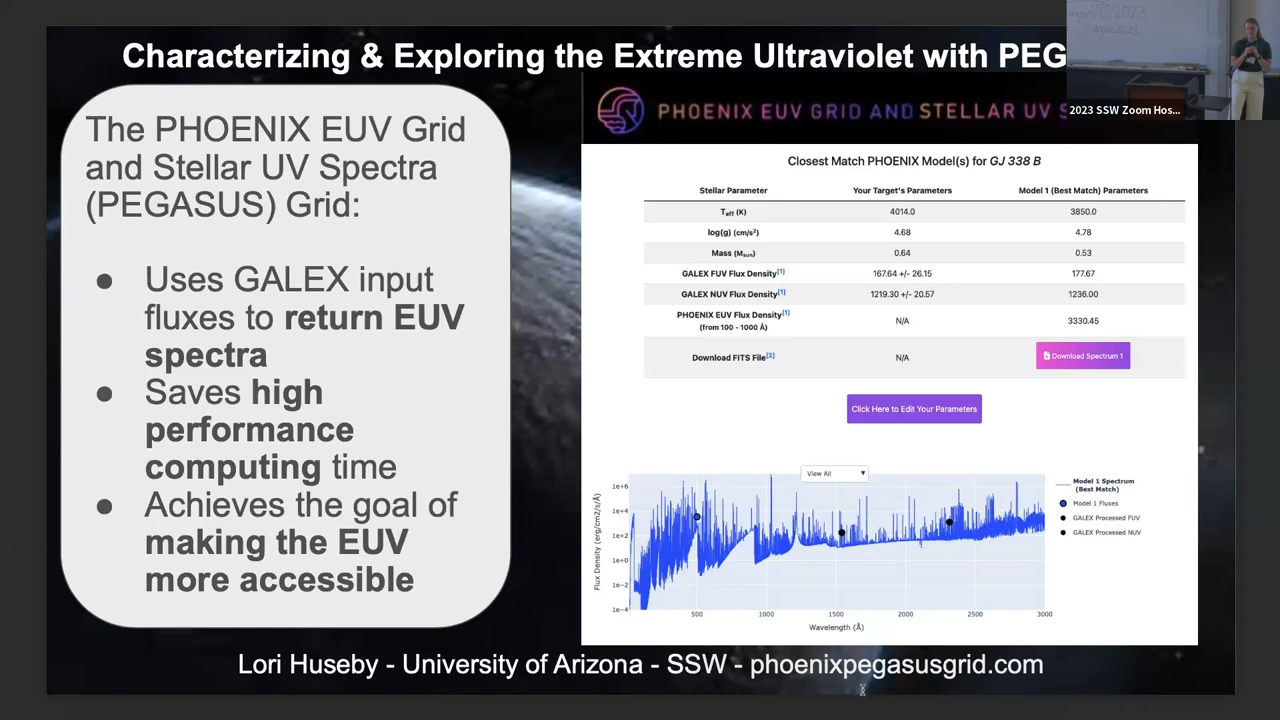 Characterizing & Exploring the Extreme Ultraviolet with PEG
2023 SSW Zoom Hos...
The PHOENIX EUV Grid
and Stellar UV Spectra
(PEGASUS) Grid:
● Uses GALEX input
fluxes to return EUV
spectra
● Saves high
performance
computing time
● Achieves the goal of
making the EUV
more accessible
PHOENIX EUV GRID AND STELLAR UV S
Closest Match PHOENIX Model(s) for GJ 338 B
Stellar Parameter Your Target's Parameters Model 1 (Best Match) Parameters
Teff (K) 4014.0 3850.0
log(g) (cm/s²) 4.68 4.78
Mass (Msun) 0.64 0.53
GALEX FUV Flux Density[1] 167.64 +/- 26.15 177.67
GALEX NUV Flux Density[1] 1219.30 +/- 20.57 1236.00
PHOENIX EUV Flux Density[1]
(from 100 - 1000 Å) N/A 3330.45
Download FITS File[2] N/A Download Spectrum 1
Click Here to Edit Your Parameters
View All ▼
Flux Density (erg/cm2/s/Å)
1e+6
1e+4
1e+2
1e+0
1e−2
1e−4
500 1000 1500 2000 2500 3000
Wavelength (Å)
Model 1 Spectrum
(Best Match)
Model 1 Fluxes
GALEX Processed FUV
GALEX Processed NUV
Lori Huseby - University of Arizona - SSW - phoenixpegasusgrid.com